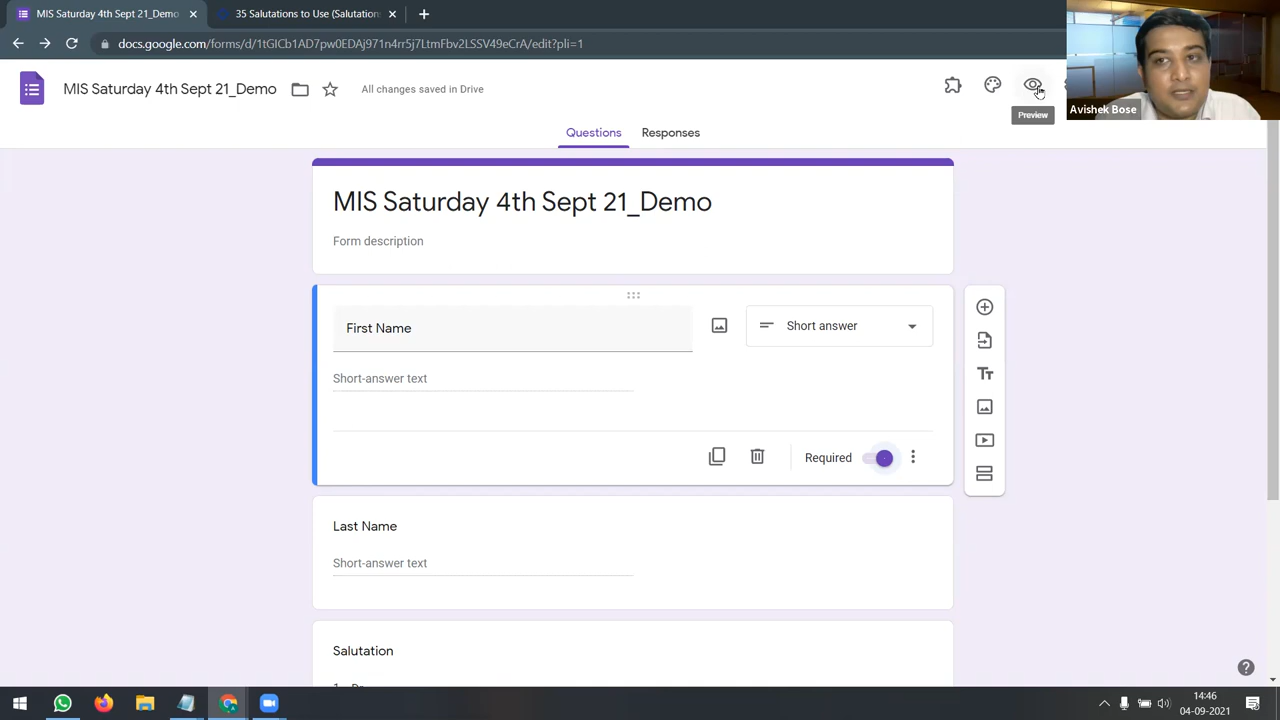 MIS Saturday 4th Sept 21_Demo
35 Salutations to Use (Salutation
docs.google.com/forms/d/1tGICb1AD7pw0EDAj971n4rr5j7LtmFbv2LSSV49eCrA/edit?pli=1
MIS Saturday 4th Sept 21_Demo
All changes saved in Drive
Preview
Avishek Bose
Questions
Responses
MIS Saturday 4th Sept 21_Demo
Form description
First Name
Short answer
Short-answer text
Required
Last Name
Short-answer text
Salutation
14:46
04-09-2021